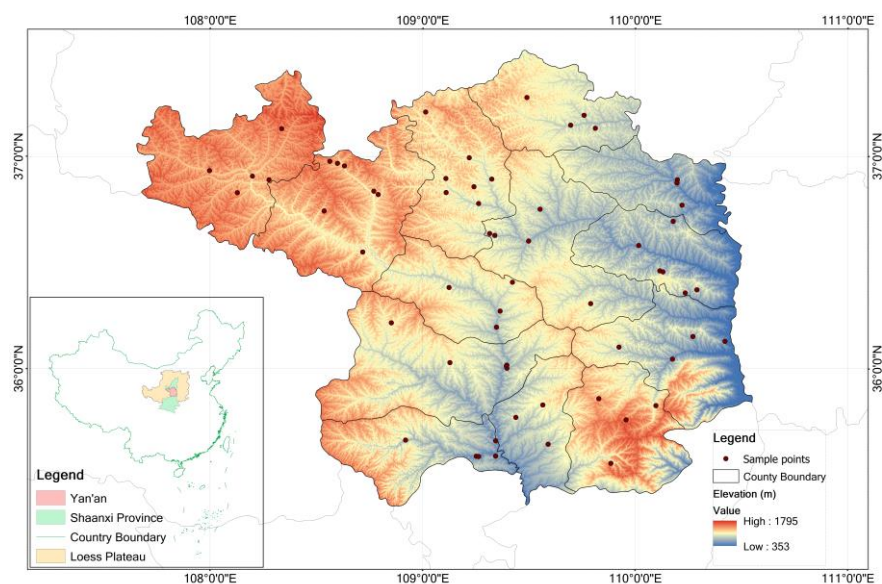 108°0'0"E 109°0'0"E 110°0'0"E 111°0'0"E
37°0'0"N 37°0'0"N
36°0'0"N 36°0'0"N
Legend
Yan'an
Shaanxi Province
Country Boundary
Loess Plateau
Legend
Sample points
County Boundary
Elevation (m)
Value
High : 1795
Low : 353
108°0'0"E 109°0'0"E 110°0'0"E 111°0'0"E